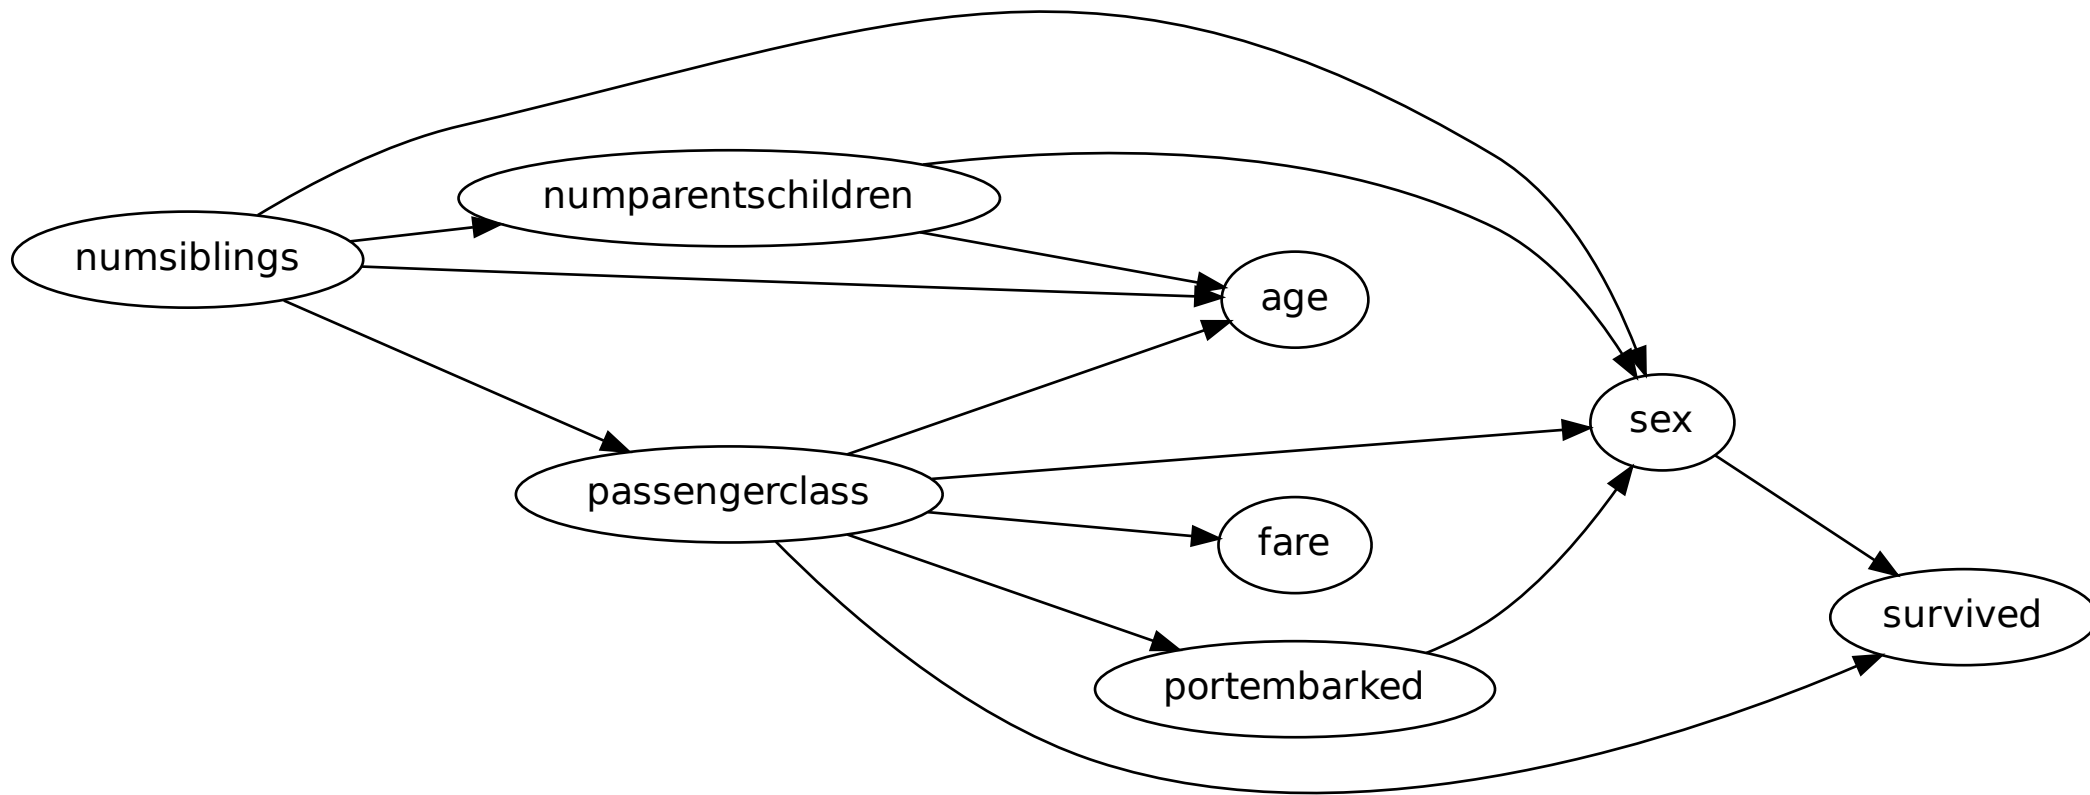 numsiblings
numparentschildren
age
sex
passengerclass
fare
portembarked
survived